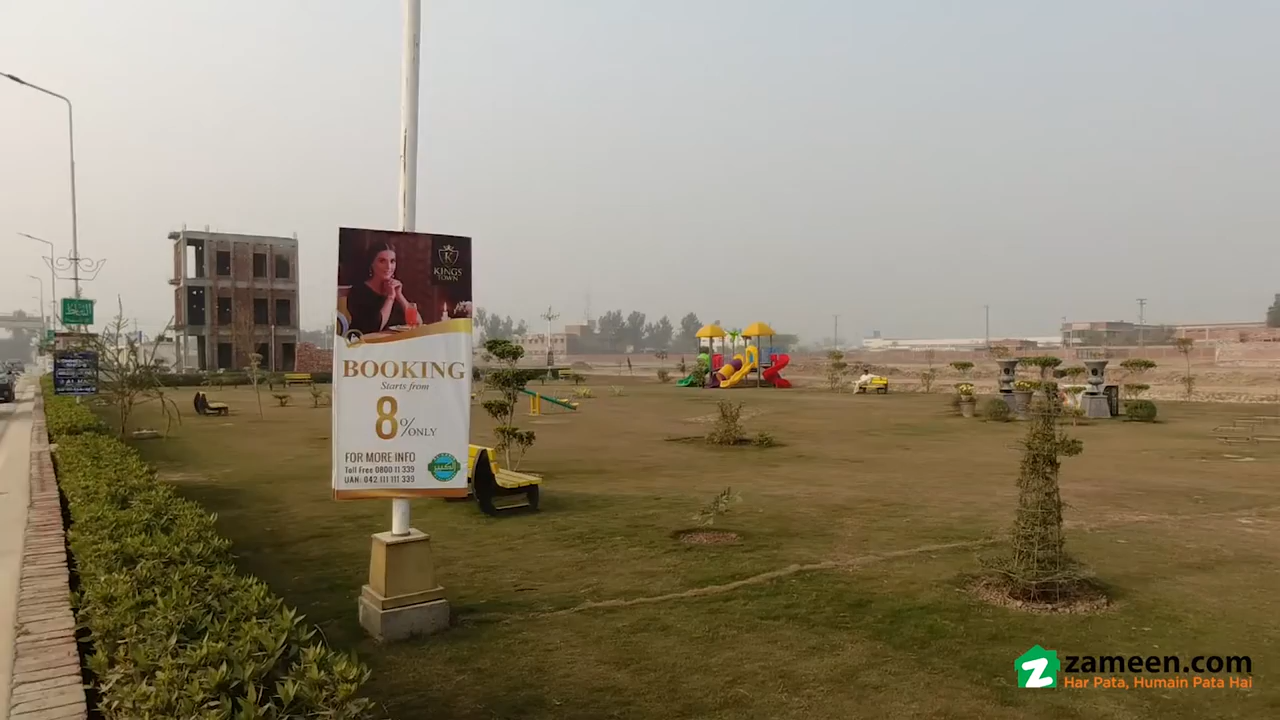 K
KINGS
TOWN
BOOKING
Starts from
8% ONLY
FOR MORE INFO
Toll Free 0800 11 339
UAN: 042 111 111 339
الکبیر
zameen.com
Har Pata, Humain Pata Hai